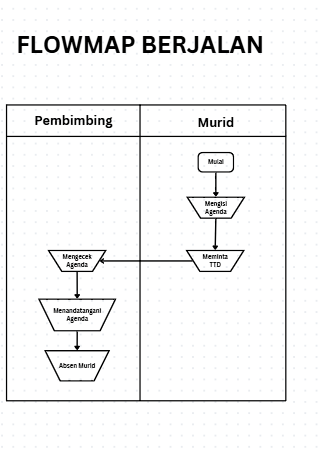 FLOWMAP BERJALAN
Pembimbing
Murid
Mulai
Mengisi
Agenda
Meminta
TTD
Mengecek
Agenda
Menandatangani
Agenda
Absen Murid